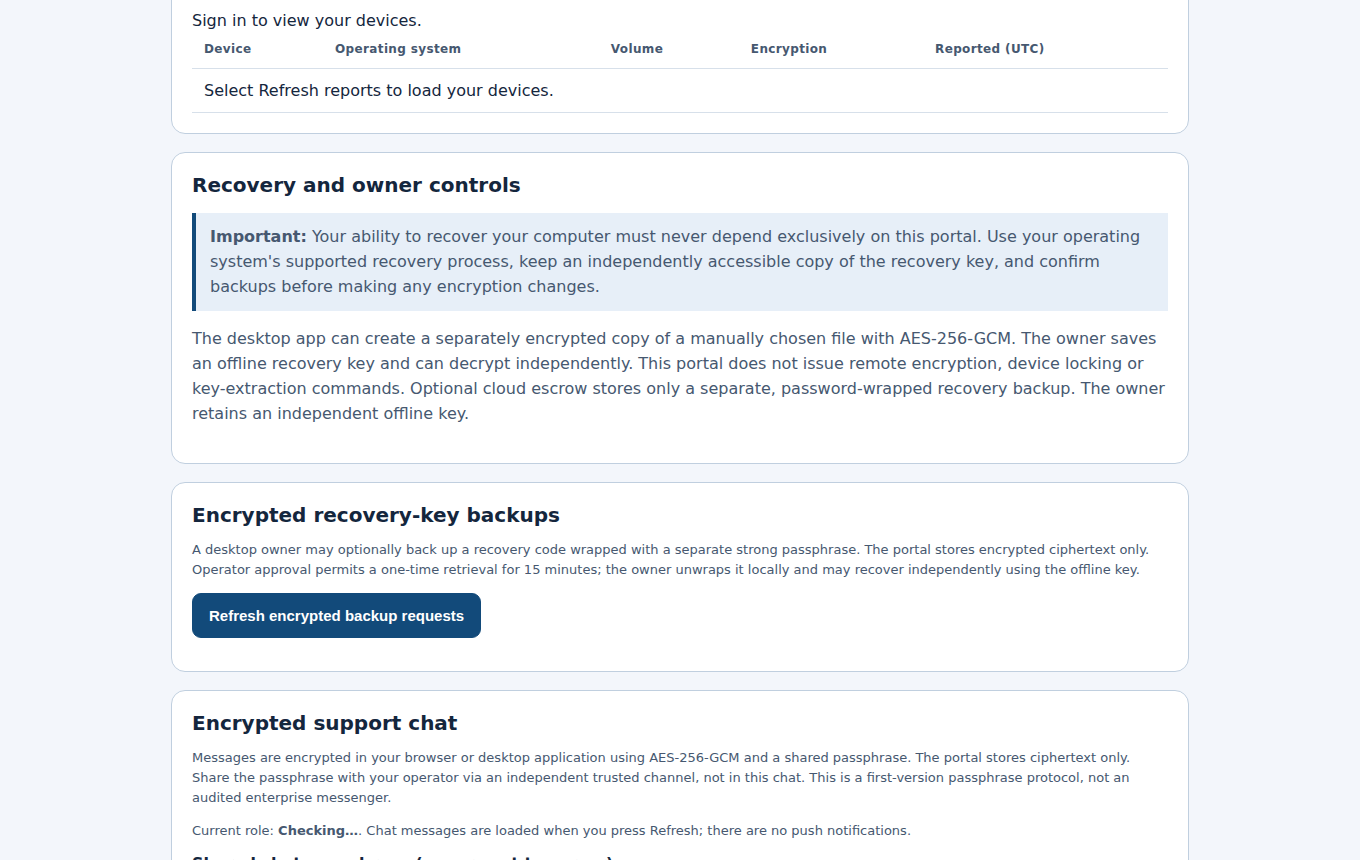 Sign in to view your devices.
Device Operating system Volume Encryption Reported (UTC)
Select Refresh reports to load your devices.
Recovery and owner controls
Important: Your ability to recover your computer must never depend exclusively on this portal. Use your operating
system's supported recovery process, keep an independently accessible copy of the recovery key, and confirm
backups before making any encryption changes.
The desktop app can create a separately encrypted copy of a manually chosen file with AES-256-GCM. The owner saves
an offline recovery key and can decrypt independently. This portal does not issue remote encryption, device locking or
key-extraction commands. Optional cloud escrow stores only a separate, password-wrapped recovery backup. The owner
retains an independent offline key.
Encrypted recovery-key backups
A desktop owner may optionally back up a recovery code wrapped with a separate strong passphrase. The portal stores encrypted ciphertext only.
Operator approval permits a one-time retrieval for 15 minutes; the owner unwraps it locally and may recover independently using the offline key.
Refresh encrypted backup requests
Encrypted support chat
Messages are encrypted in your browser or desktop application using AES-256-GCM and a shared passphrase. The portal stores ciphertext only.
Share the passphrase with your operator via an independent trusted channel, not in this chat. This is a first-version passphrase protocol, not an
audited enterprise messenger.
Current role: Checking…. Chat messages are loaded when you press Refresh; there are no push notifications.